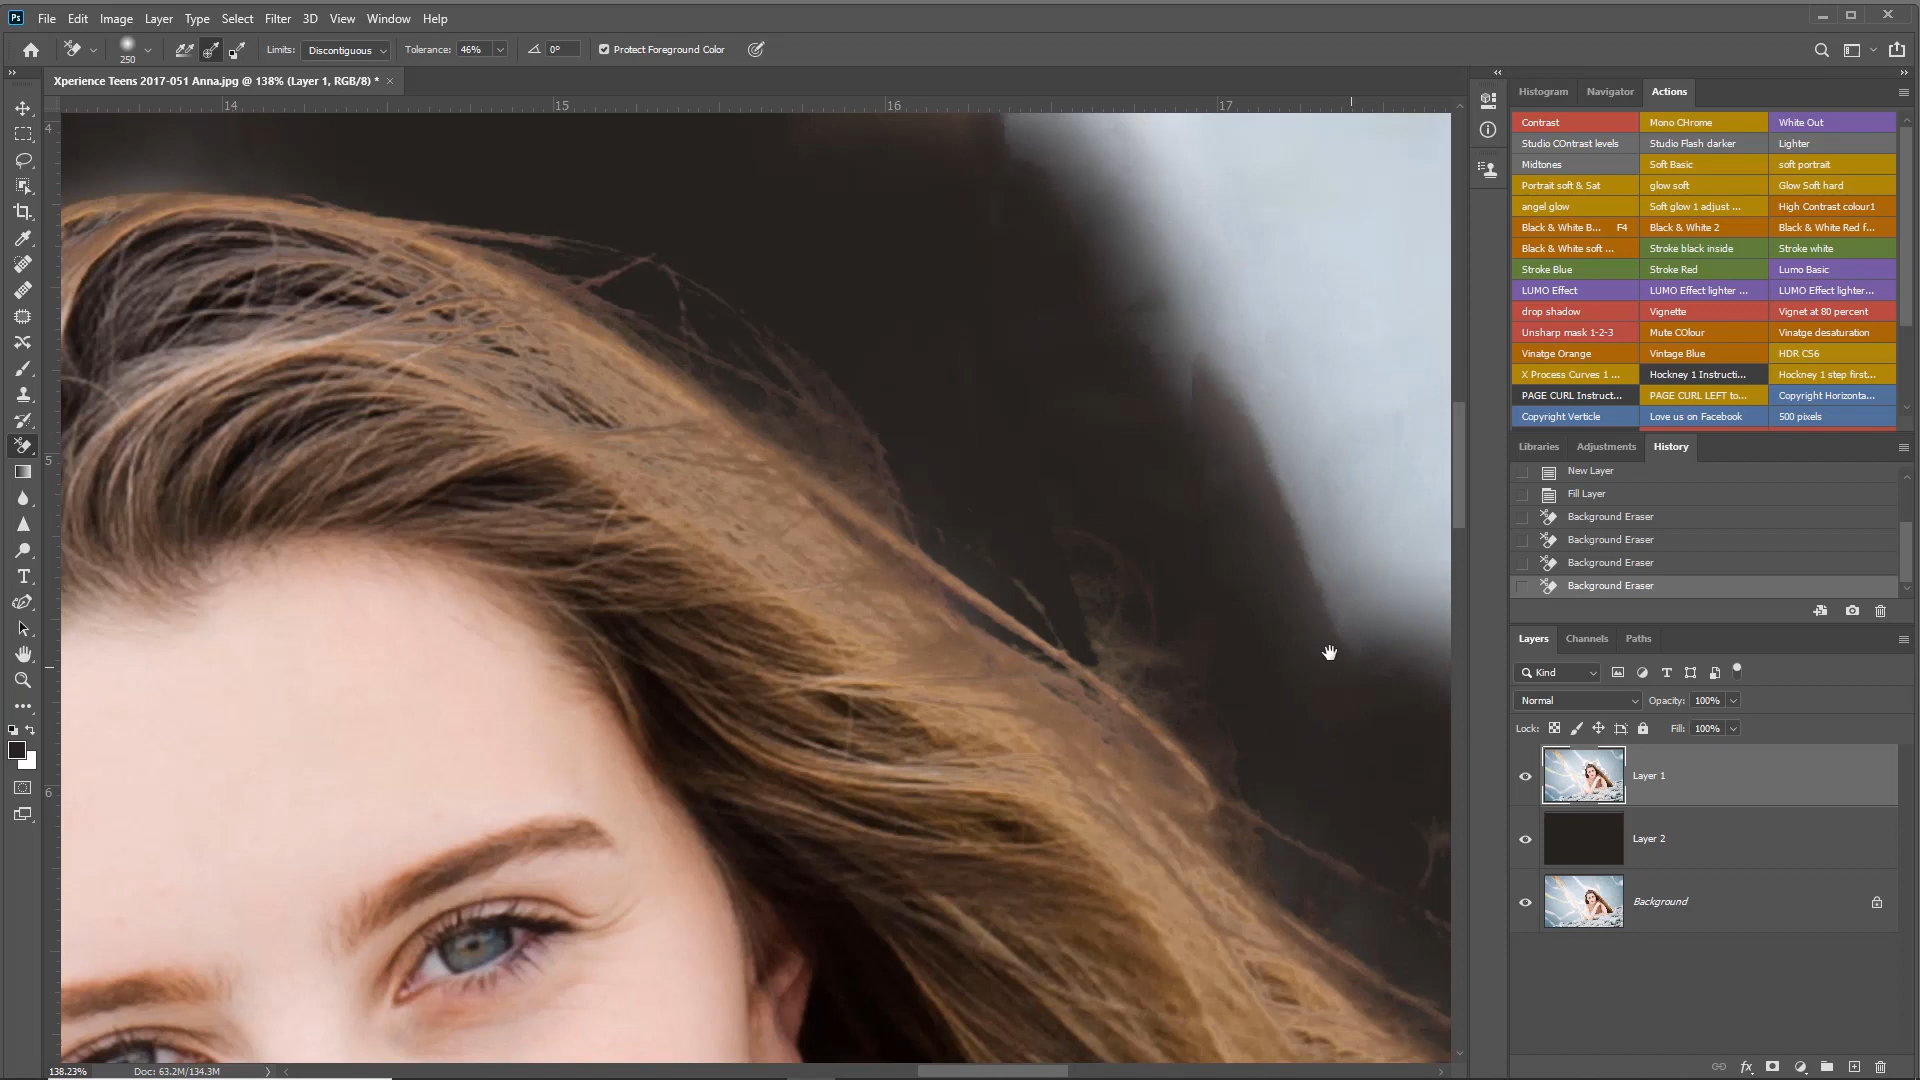 Ps File Edit Image Layer Type Select Filter 3D View Window Help
250 Limits: Discontiguous Tolerance: 46% 0° Protect Foreground Color
Xperience Teens 2017-051 Anna.jpg @ 138% (Layer 1, RGB/8) * ×
14 15 16 17
4
5
6
Histogram Navigator Actions
Contrast Mono CHrome White Out
Studio COntrast levels Studio Flash darker Lighter
Midtones Soft Basic soft portrait
Portrait soft & Sat glow soft Glow Soft hard
angel glow Soft glow 1 adjust ... High Contrast colour1
Black & White B... F4 Black & White 2 Black & White Red f...
Black & White soft ... Stroke black inside Stroke white
Stroke Blue Stroke Red Lumo Basic
LUMO Effect LUMO Effect lighter ... LUMO Effect lighter...
drop shadow Vignette Vignet at 80 percent
Unsharp mask 1-2-3 Mute COlour Vinatge desaturation
Vinatge Orange Vintage Blue HDR CS6
X Process Curves 1 ... Hockney 1 Instructi... Hockney 1 step first...
PAGE CURL Instruct... PAGE CURL LEFT to... Copyright Horizonta...
Copyright Verticle Love us on Facebook 500 pixels
Libraries Adjustments History
New Layer
Fill Layer
Background Eraser
Background Eraser
Background Eraser
Background Eraser
Layers Channels Paths
Kind
Normal Opacity: 100%
Lock: Fill: 100%
Layer 1
Layer 2
Background
138.23% Doc: 63.2M/134.3M